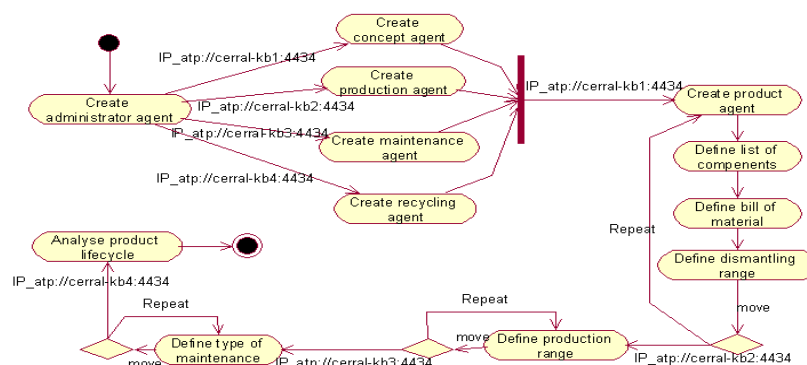 Create
concept agent
IP_atp://cerral-kb1:4434
Create
production agent
IP_atp://cerral-kb1:4434
Create
administrator agent
IP_atp://cerral-kb2:4434
Create product
agent
IP_atp://cerral-kb3:4434
Create maintenance
agent
Define list of
compenents
IP_atp://cerral-kb4:4434
Create recycling
agent
Define bill of
material
Repeat
Analyse product
lifecycle
Define dismantling
range
IP_atp://cerral-kb4:4434
move
Repeat
Repeat
Define type of
maintenance
move
Define production
range
move
IP_atp://cerral-kb3:4434
IP_atp://cerral-kb2:4434